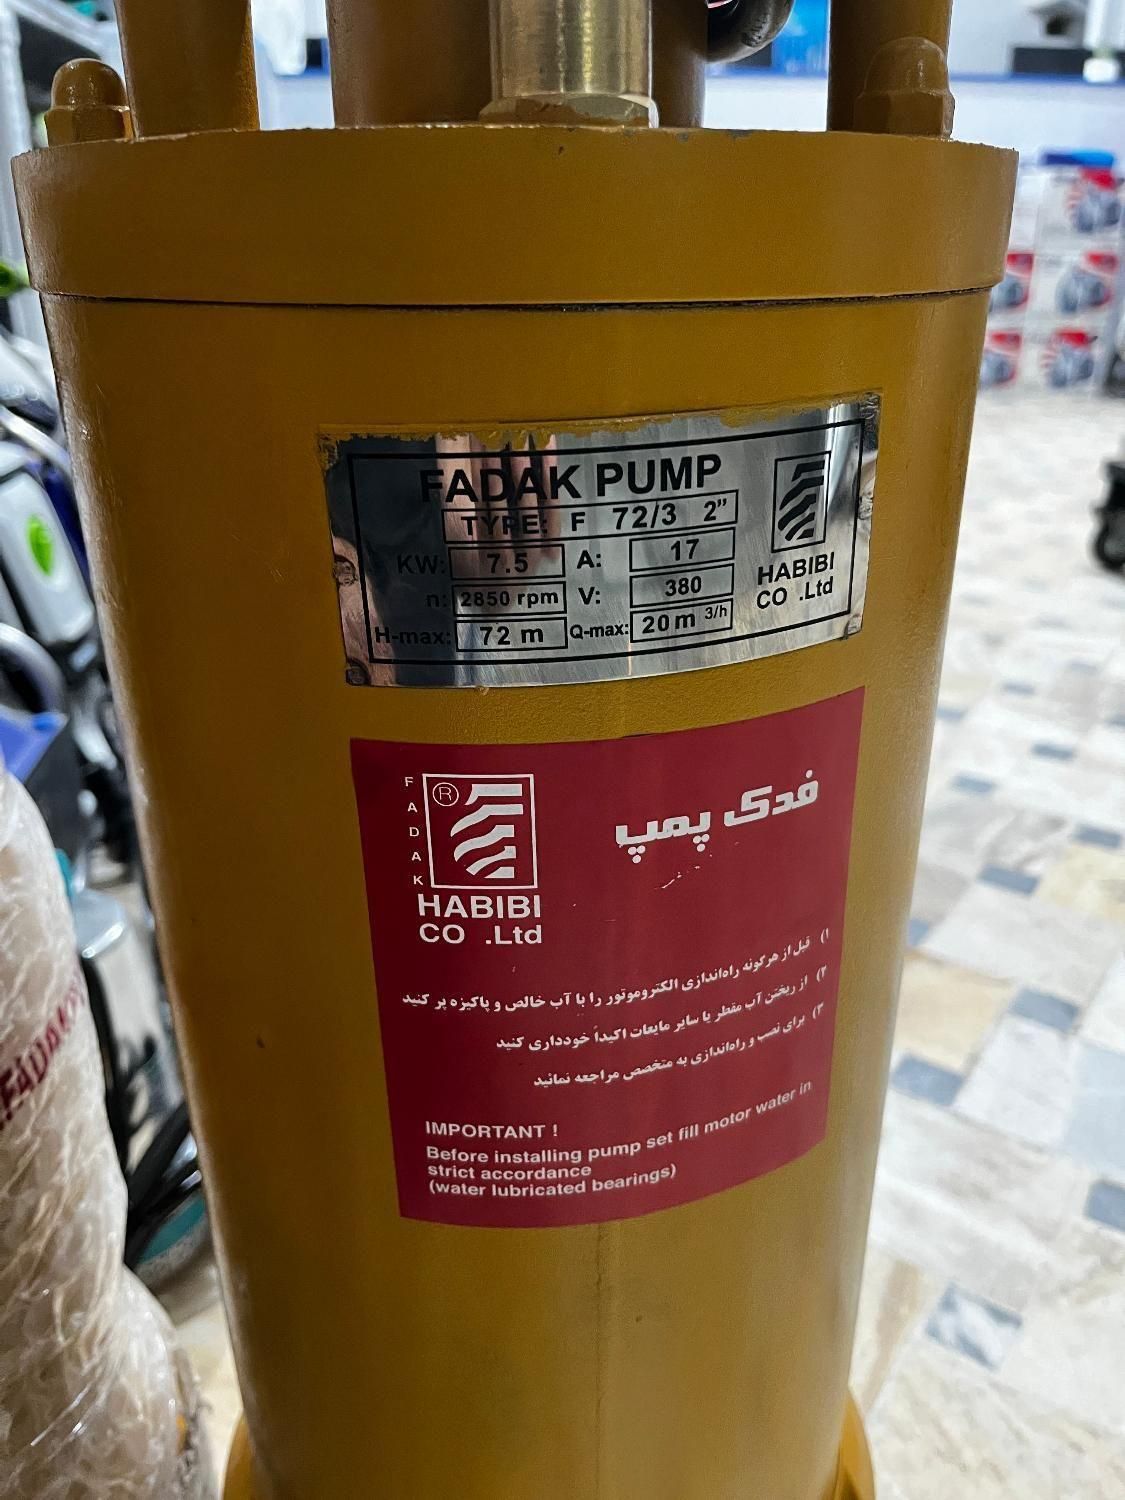 FADAK PUMP
TYPE: F 72/3 2"
KW: 7.5 A: 17
n: 2850 rpm V: 380
H-max: 72 m Q-max: 20 m 3/h
HABIBI
CO .Ltd
FADAK
®
HABIBI
CO .Ltd
فدک پمپ
۱) قبل از هرگونه راه‌اندازی الکتروموتور را با آب خالص و پاکیزه پر کنید
۲) از ریختن آب مقطر یا سایر مایعات اکیداً خودداری کنید
۳) برای نصب و راه‌اندازی به متخصص مراجعه نمائید
IMPORTANT !
Before installing pump set fill motor water in
strict accordance
(water lubricated bearings)